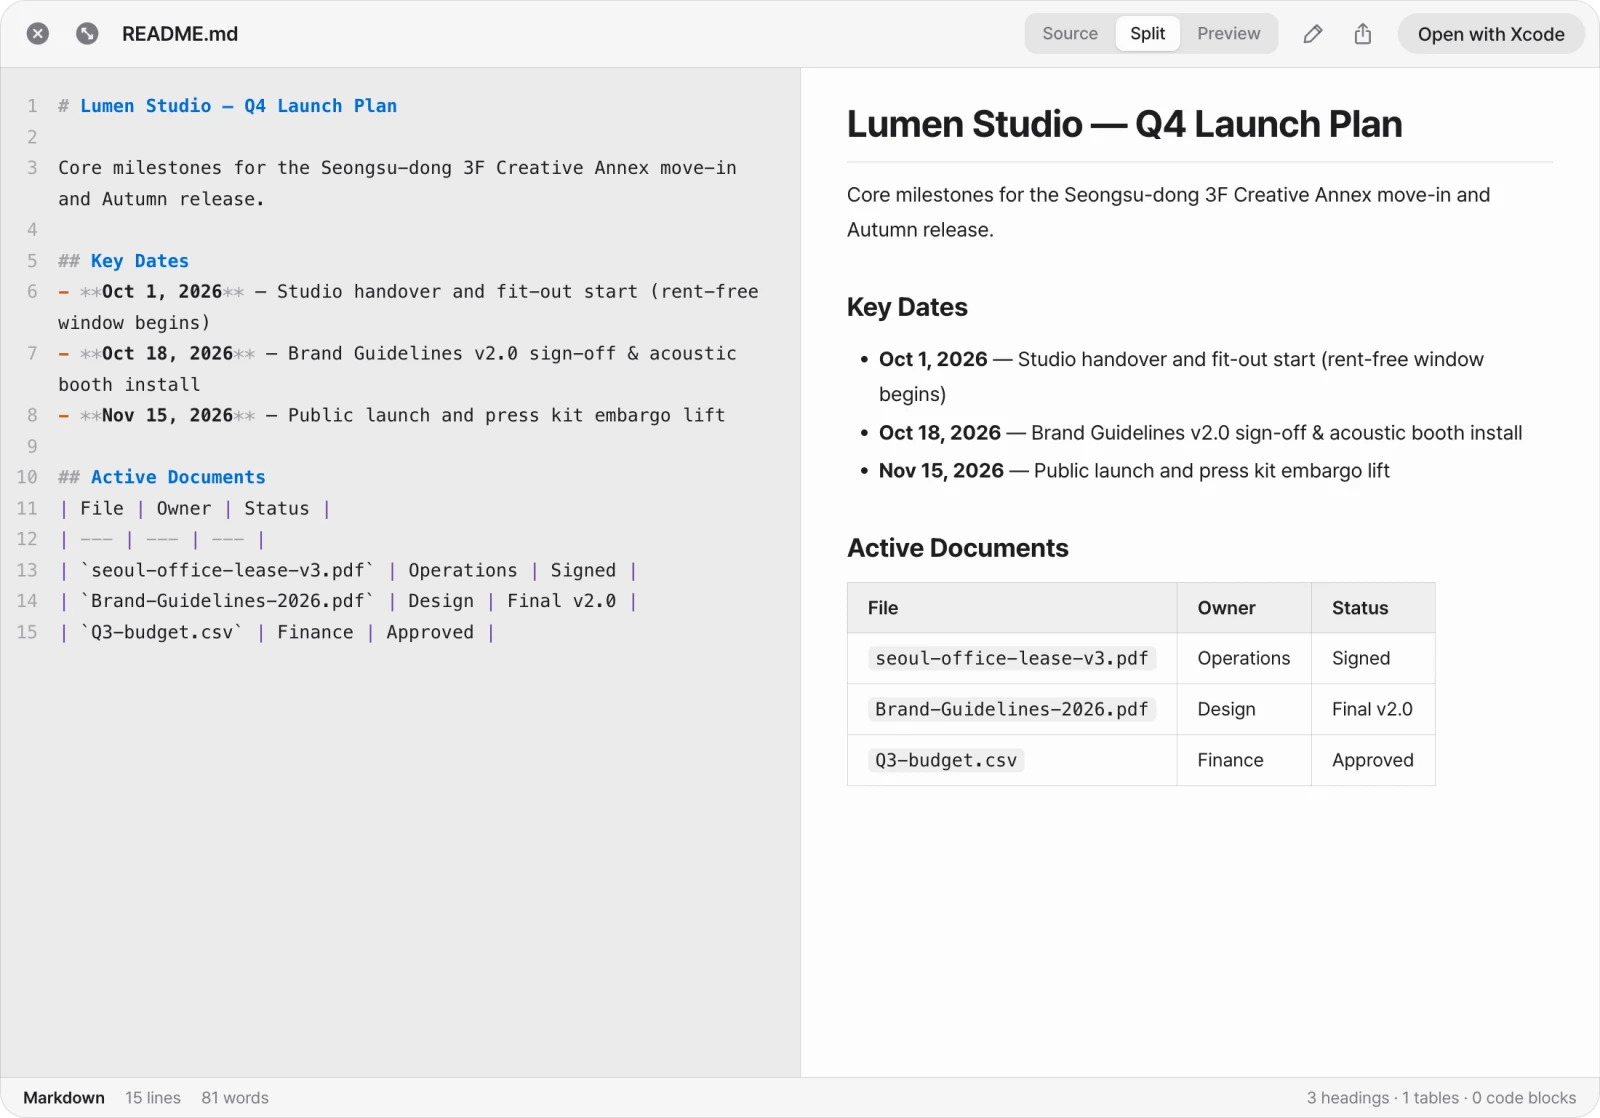 README.md
Source Split Preview
Open with Xcode
1 # Lumen Studio — Q4 Launch Plan
2
3 Core milestones for the Seongsu-dong 3F Creative Annex move-in
and Autumn release.
4
5 ## Key Dates
6 - **Oct 1, 2026** — Studio handover and fit-out start (rent-free
window begins)
7 - **Oct 18, 2026** — Brand Guidelines v2.0 sign-off & acoustic
booth install
8 - **Nov 15, 2026** — Public launch and press kit embargo lift
9
10 ## Active Documents
11 | File | Owner | Status |
12 | --- | --- | --- |
13 | `seoul-office-lease-v3.pdf` | Operations | Signed |
14 | `Brand-Guidelines-2026.pdf` | Design | Final v2.0 |
15 | `Q3-budget.csv` | Finance | Approved |
Lumen Studio — Q4 Launch Plan
Core milestones for the Seongsu-dong 3F Creative Annex move-in and
Autumn release.
Key Dates
• Oct 1, 2026 — Studio handover and fit-out start (rent-free window
begins)
• Oct 18, 2026 — Brand Guidelines v2.0 sign-off & acoustic booth install
• Nov 15, 2026 — Public launch and press kit embargo lift
Active Documents
File Owner Status
seoul-office-lease-v3.pdf Operations Signed
Brand-Guidelines-2026.pdf Design Final v2.0
Q3-budget.csv Finance Approved
Markdown 15 lines 81 words
3 headings · 1 tables · 0 code blocks